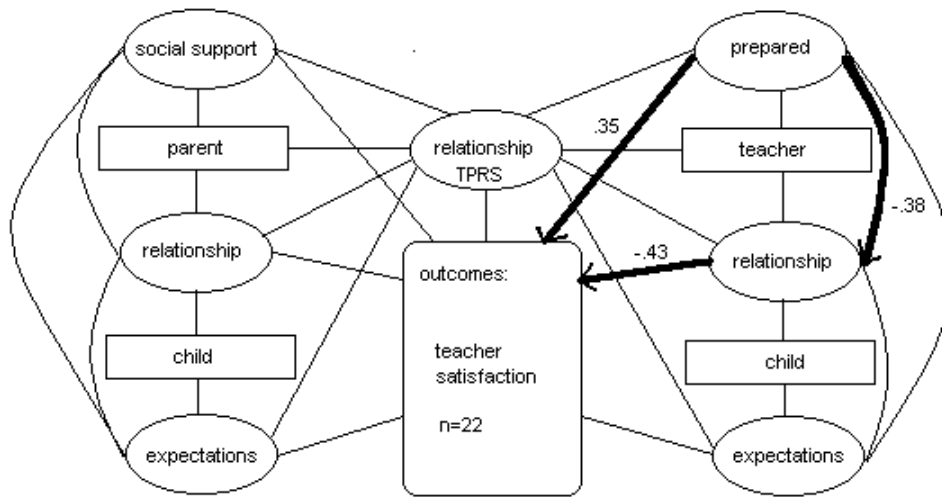 social support
prepared
.35
parent
relationship
TPRS
teacher
-.38
relationship
-.43
relationship
outcomes:
child
teacher
satisfaction
child
n=22
expectations
expectations